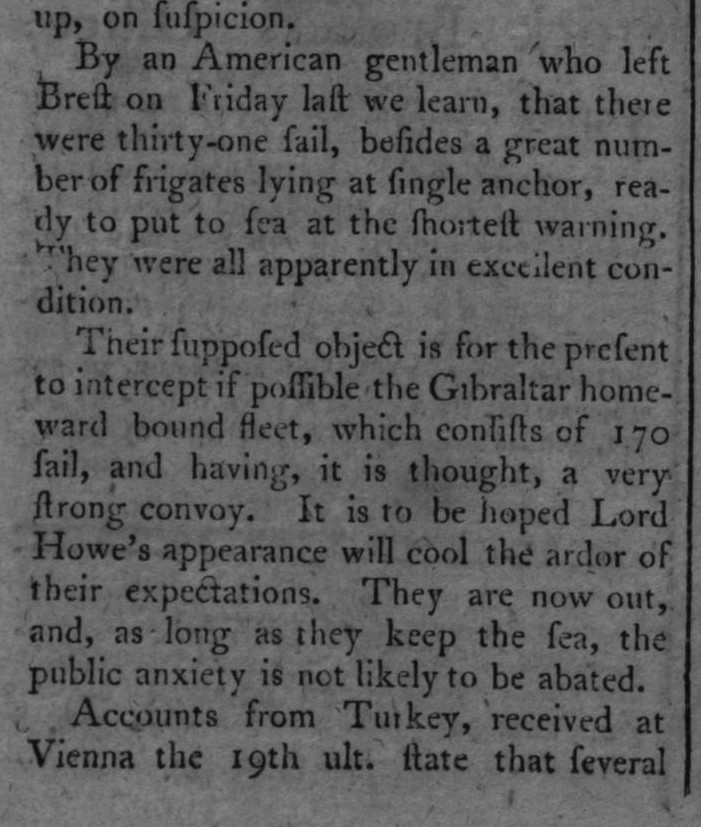 up, on ſuſpicion.
By an American gentleman who left
Breſt on Friday laſt we learn, that there
were thirty-one ſail, beſides a great num-
ber of frigates lying at ſingle anchor, rea-
dy to put to ſea at the ſhorteſt warning.
They were all apparently in excellent con-
dition.
Their ſuppoſed object is for the preſent
to intercept if poſſible the Gibraltar home-
ward bound fleet, which conſiſts of 170
ſail, and having, it is thought, a very
ſtrong convoy. It is to be hoped Lord
Howe's appearance will cool the ardor of
their expectations. They are now out,
and, as long as they keep the ſea, the
public anxiety is not likely to be abated.
Accounts from Turkey, received at
Vienna the 19th ult. ſtate that ſeveral